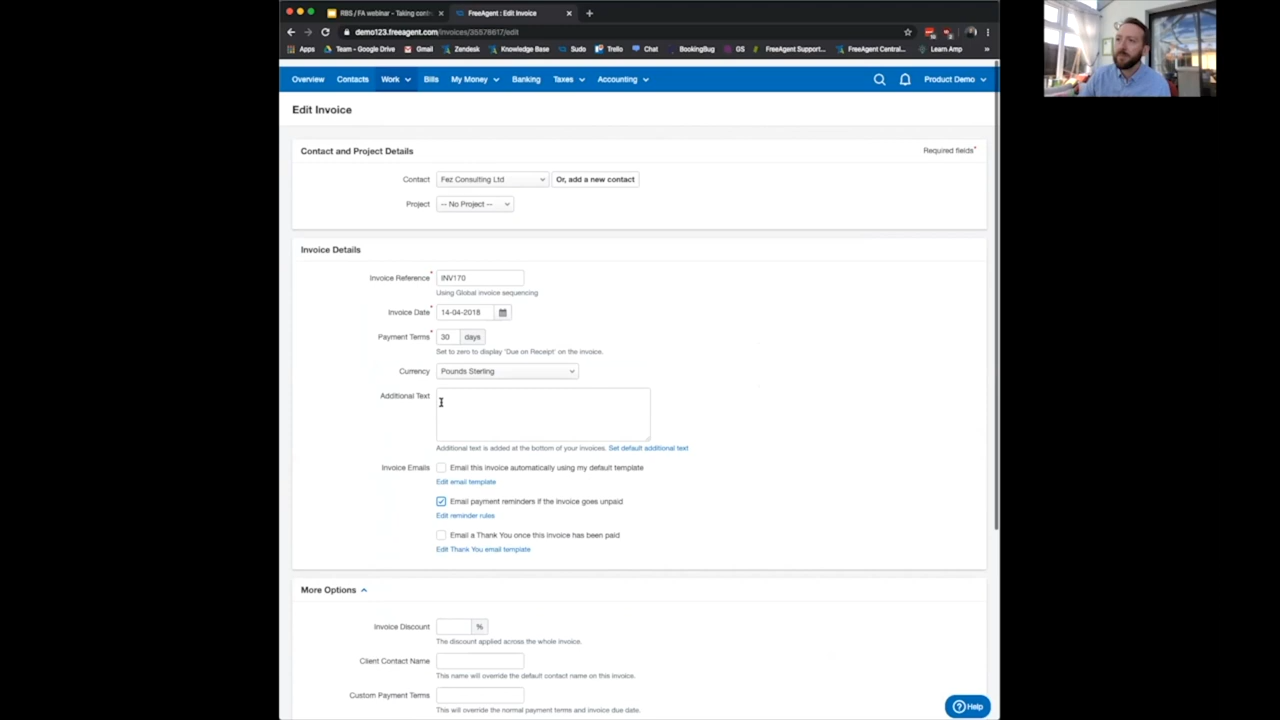 RBS / FA webinar - Taking contr
FreeAgent : Edit Invoice
demo123.freeagent.com/invoices/35578617/edit
Apps
Team - Google Drive
Gmail
Zendesk
Knowledge Base
Sudo
Trello
Chat
BookingBug
GS
FreeAgent Support...
FreeAgent Central...
Learn Amp
»
Overview
Contacts
Work
Bills
My Money
Banking
Taxes
Accounting
Product Demo
Edit Invoice
Contact and Project Details
Required fields*
Contact
Fez Consulting Ltd
Or, add a new contact
Project
-- No Project --
Invoice Details
Invoice Reference*
INV170
Using Global invoice sequencing
Invoice Date*
14-04-2018
Payment Terms*
30
days
Set to zero to display 'Due on Receipt' on the invoice.
Currency
Pounds Sterling
Additional Text
Additional text is added at the bottom of your invoices. Set default additional text
Invoice Emails
Email this invoice automatically using my default template
Edit email template
Email payment reminders if the invoice goes unpaid
Edit reminder rules
Email a Thank You once this invoice has been paid
Edit Thank You email template
More Options
Invoice Discount
%
The discount applied across the whole invoice.
Client Contact Name
This name will override the default contact name on this invoice.
Custom Payment Terms
This will override the normal payment terms and invoice due date.
Help